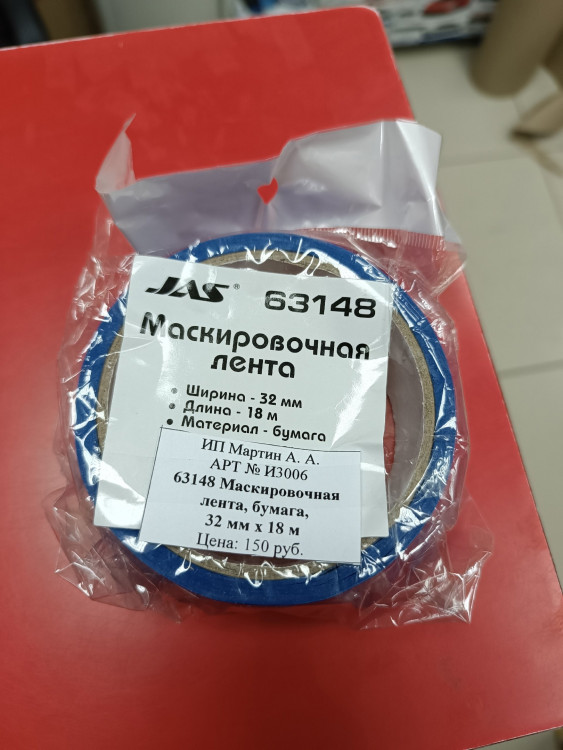 JAS® 63148
Маскировочная
лента
• Ширина - 32 мм
• Длина - 18 м
• Материал - бумага
ИП Мартин А. А.
АРТ № И3006
63148 Маскировочная
лента, бумага,
32 мм х 18 м
Цена: 150 руб.